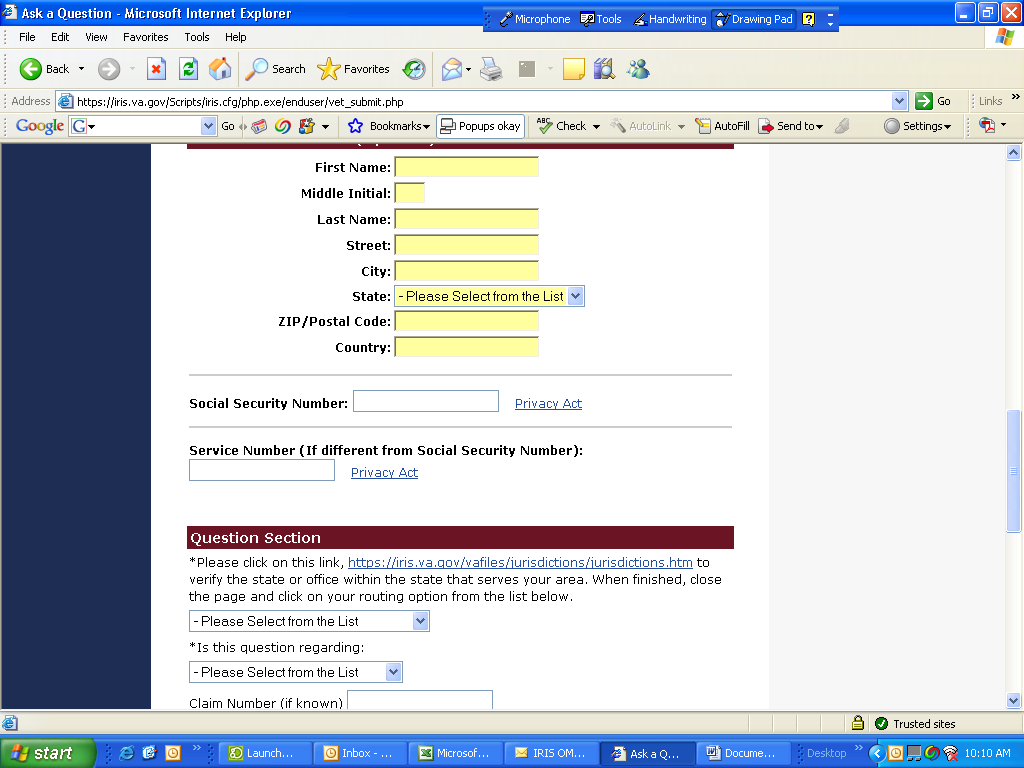 Ask a Question - Microsoft Internet Explorer
Microphone Tools Handwriting Drawing Pad ?
File Edit View Favorites Tools Help
Back Search Favorites
Address https://iris.va.gov/Scripts/iris.cfg/php.exe/enduser/vet_submit.php Go Links »
Google G Go Bookmarks Popups okay ABC Check AutoLink AutoFill Send to Settings
First Name:
Middle Initial:
Last Name:
Street:
City:
State: - Please Select from the List
ZIP/Postal Code:
Country:
Social Security Number: Privacy Act
Service Number (If different from Social Security Number):
Privacy Act
Question Section
*Please click on this link, https://iris.va.gov/vafiles/jurisdictions/jurisdictions.htm to
verify the state or office within the state that serves your area. When finished, close
the page and click on your routing option from the list below.
- Please Select from the List
*Is this question regarding:
- Please Select from the List
Claim Number (if known)
Trusted sites
start » Launch... Inbox - ... Microsof... IRIS OM... Ask a Q... Docume... Desktop » 10:10 AM